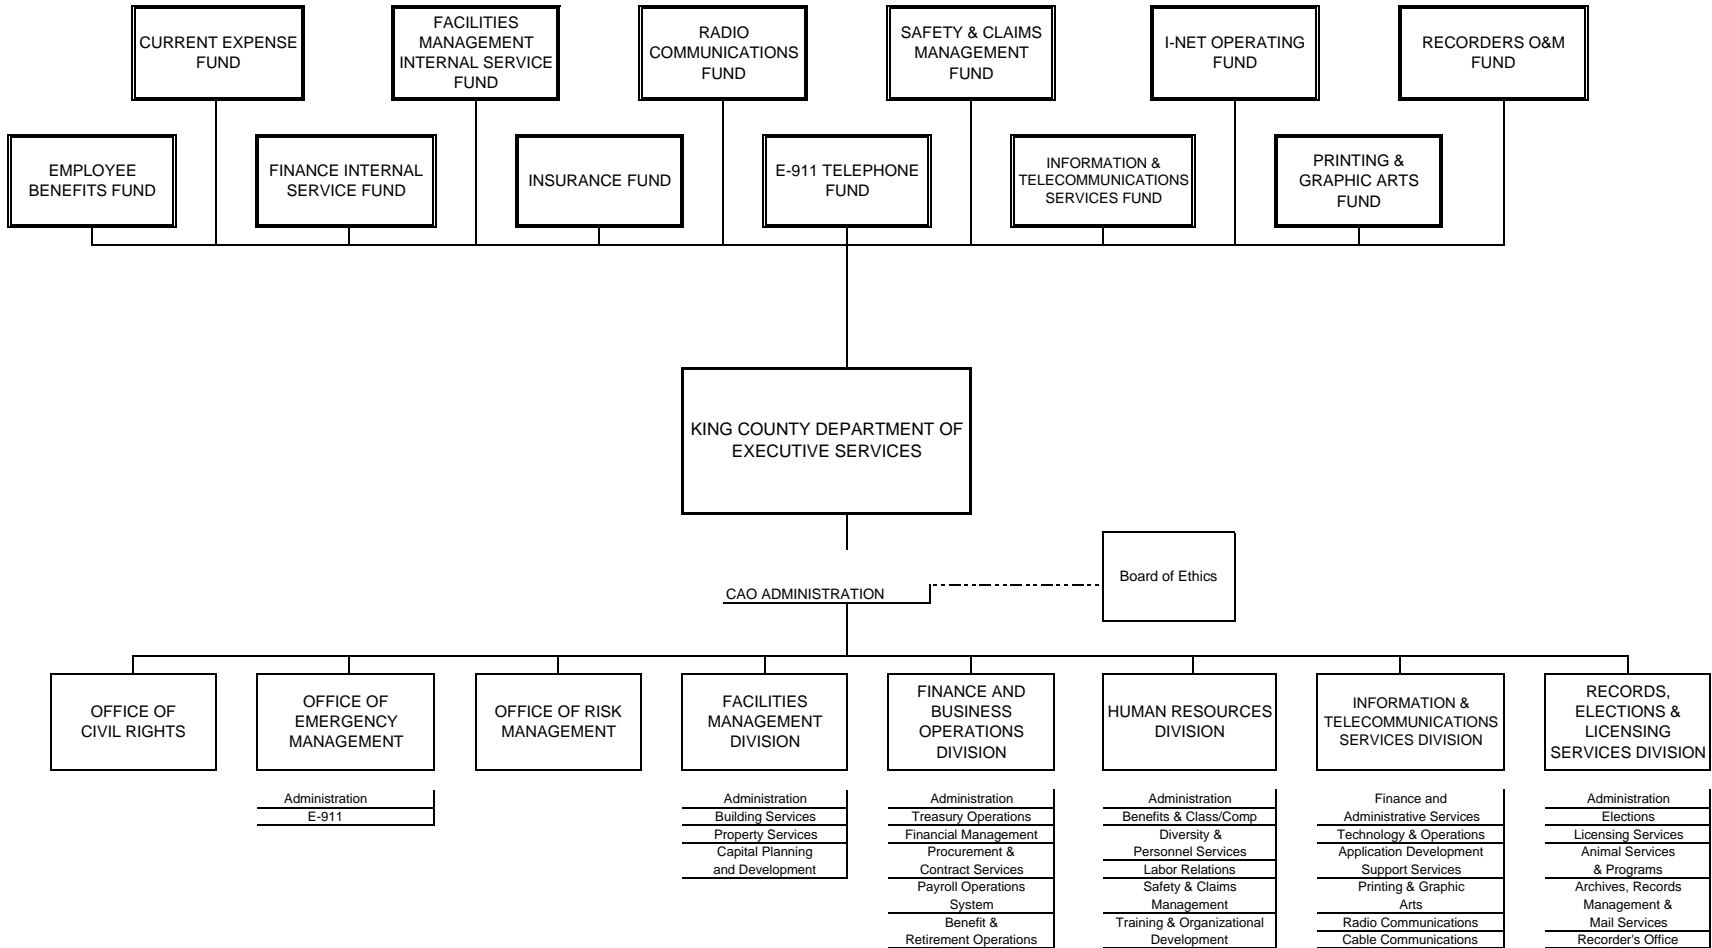 CURRENT EXPENSE
FUND
FACILITIES
MANAGEMENT
INTERNAL SERVICE
FUND
RADIO
COMMUNICATIONS
FUND
SAFETY & CLAIMS
MANAGEMENT
FUND
I-NET OPERATING
FUND
RECORDERS O&M
FUND
EMPLOYEE
BENEFITS FUND
FINANCE INTERNAL
SERVICE FUND
INSURANCE FUND
E-911 TELEPHONE
FUND
INFORMATION &
TELECOMMUNICATIONS
SERVICES FUND
PRINTING &
GRAPHIC ARTS
FUND
KING COUNTY DEPARTMENT OF
EXECUTIVE SERVICES
Board of Ethics
CAO ADMINISTRATION
OFFICE OF
CIVIL RIGHTS
OFFICE OF
EMERGENCY
MANAGEMENT
OFFICE OF RISK
MANAGEMENT
FACILITIES
MANAGEMENT
DIVISION
FINANCE AND
BUSINESS
OPERATIONS
DIVISION
HUMAN RESOURCES
DIVISION
INFORMATION &
TELECOMMUNICATIONS
SERVICES DIVISION
RECORDS,
ELECTIONS &
LICENSING
SERVICES DIVISION
Administration
E-911
Administration
Building Services
Property Services
Capital Planning
and Development
Administration
Treasury Operations
Financial Management
Procurement &
Contract Services
Payroll Operations
System
Benefit &
Retirement Operations
Administration
Benefits & Class/Comp
Diversity &
Personnel Services
Labor Relations
Safety & Claims
Management
Training & Organizational
Development
Finance and
Administrative Services
Technology & Operations
Application Development
Support Services
Printing & Graphic
Arts
Radio Communications
Cable Communications
Administration
Elections
Licensing Services
Animal Services
& Programs
Archives, Records
Management &
Mail Services
Recorder's Office